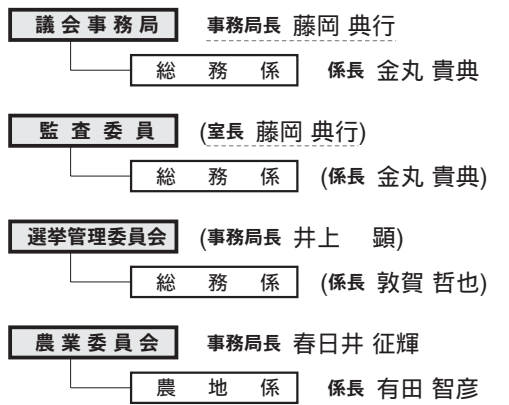 議会事務局 事務局長 藤岡 典行
総務係 係長 金丸 貴典
監査委員 (室長 藤岡 典行)
総務係 (係長 金丸 貴典)
選挙管理委員会 (事務局長 井上 顕)
総務係 (係長 敦賀 哲也)
農業委員会 事務局長 春日井 征輝
農地係 係長 有田 智彦